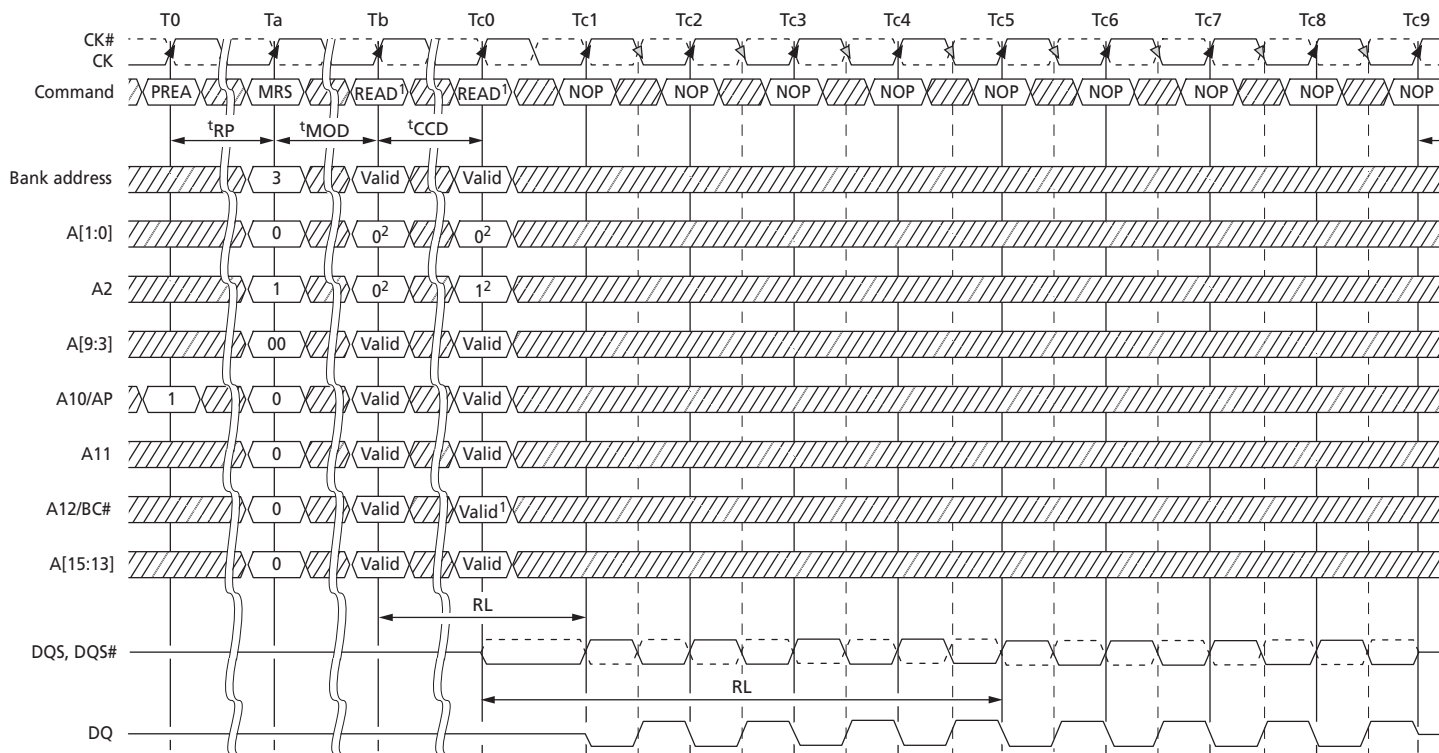 T0 Ta Tb Tc0 Tc1 Tc2 Tc3 Tc4 Tc5 Tc6 Tc7 Tc8 Tc9
CK#
CK
Command PREA MRS READ¹ READ¹ NOP NOP NOP NOP NOP NOP NOP NOP NOP
ᵗRP ᵗMOD ᵗCCD
Bank address 3 Valid Valid
A[1:0] 0 0² 0²
A2 1 0² 1²
A[9:3] 00 Valid Valid
A10/AP 1 0 Valid Valid
A11 0 Valid Valid
A12/BC# 0 Valid Valid¹
A[15:13] 0 Valid Valid
RL
DQS, DQS#
RL
DQ